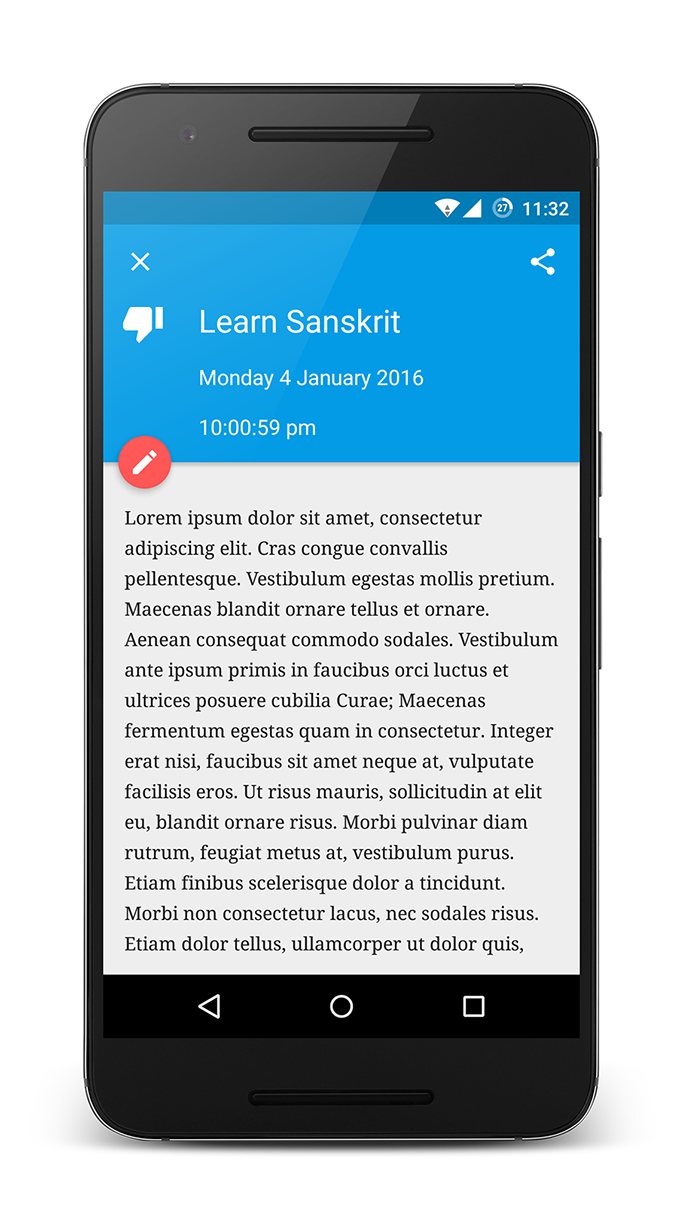 27 11:32
Learn Sanskrit
Monday 4 January 2016
10:00:59 pm
Lorem ipsum dolor sit amet, consectetur
adipiscing elit. Cras congue convallis
pellentesque. Vestibulum egestas mollis pretium.
Maecenas blandit ornare tellus et ornare.
Aenean consequat commodo sodales. Vestibulum
ante ipsum primis in faucibus orci luctus et
ultrices posuere cubilia Curae; Maecenas
fermentum egestas quam in consectetur. Integer
erat nisi, faucibus sit amet neque at, vulputate
facilisis eros. Ut risus mauris, sollicitudin at elit
eu, blandit ornare risus. Morbi pulvinar diam
rutrum, feugiat metus at, vestibulum purus.
Etiam finibus scelerisque dolor a tincidunt.
Morbi non consectetur lacus, nec sodales risus.
Etiam dolor tellus, ullamcorper ut dolor quis,